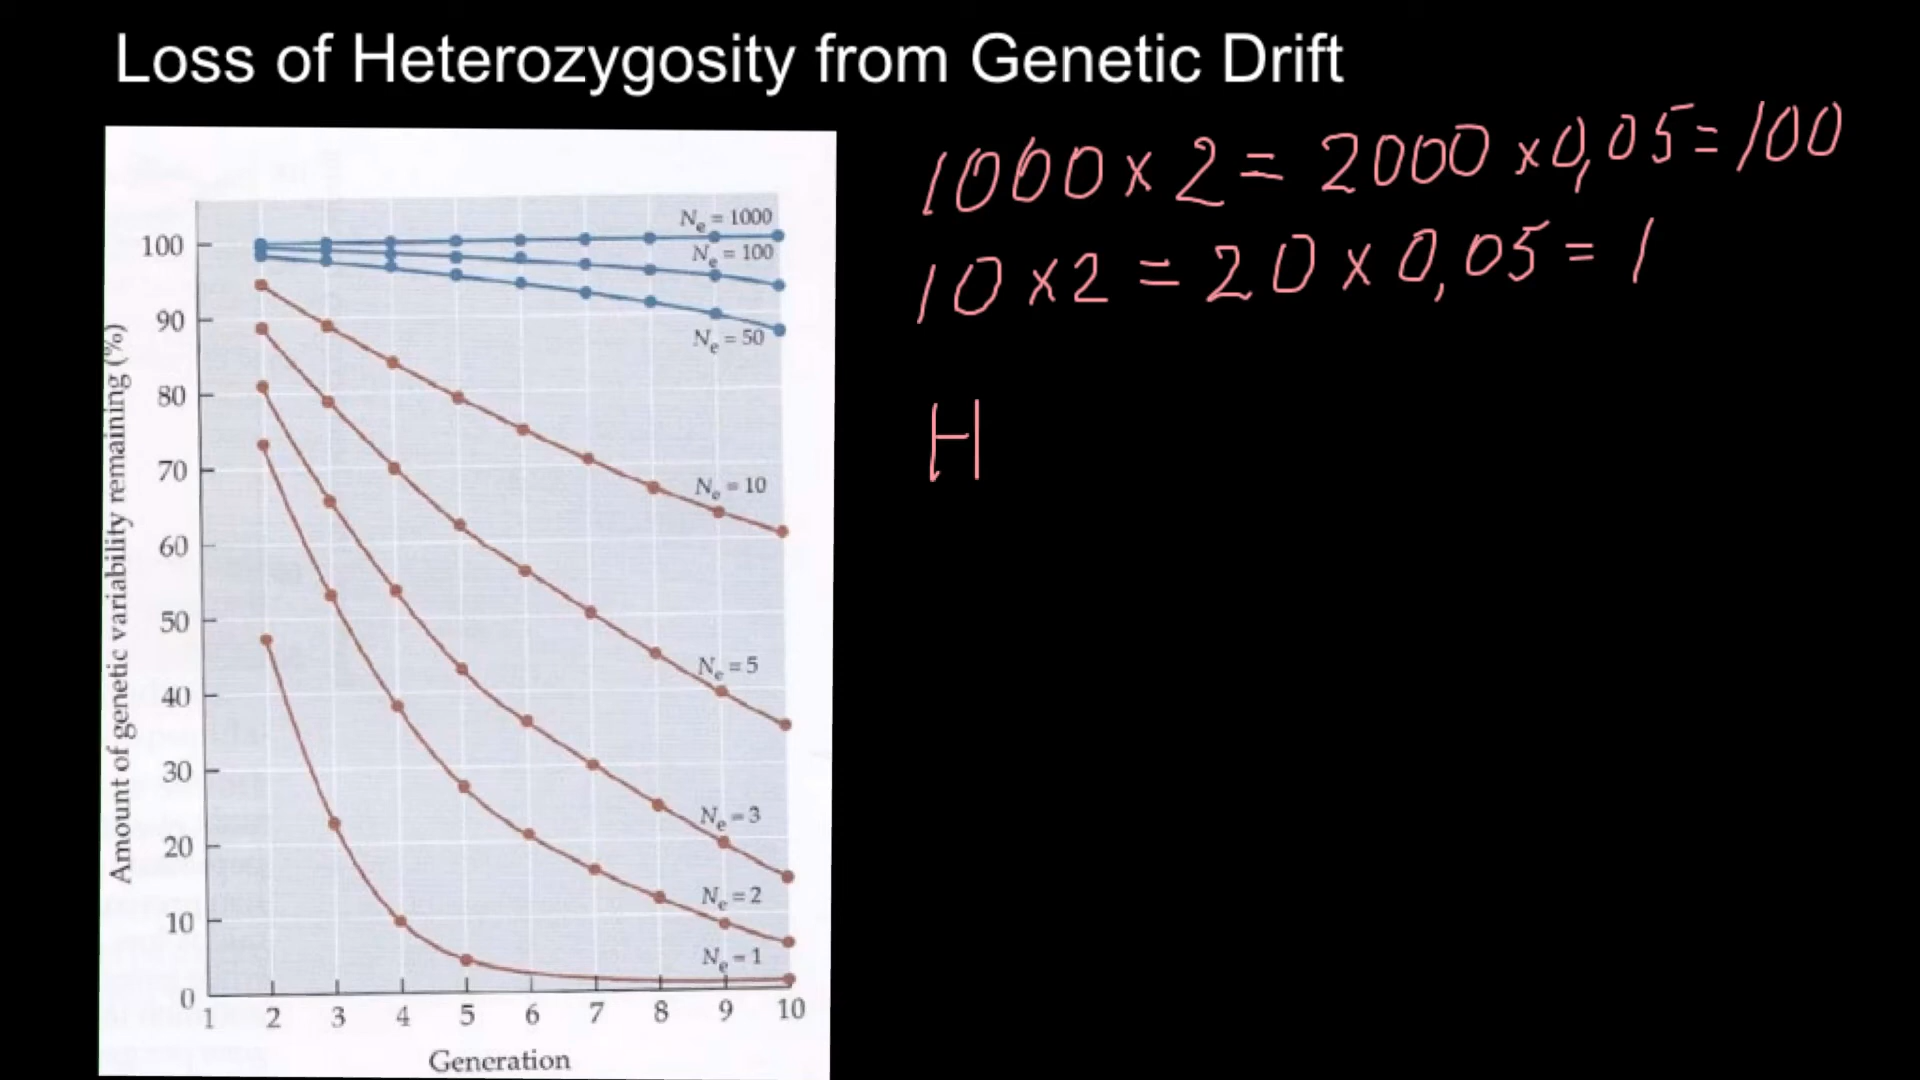 Loss of Heterozygosity from Genetic Drift
1000 x 2 = 2000 x 0,05 = 100
10 x 2 = 20 x 0,05 = 1
H
Amount of genetic variability remaining (%)
100
90
80
70
60
50
40
30
20
10
0
Ne = 1000
Ne = 100
Ne = 50
Ne = 10
Ne = 5
Ne = 3
Ne = 2
Ne = 1
1 2 3 4 5 6 7 8 9 10
Generation